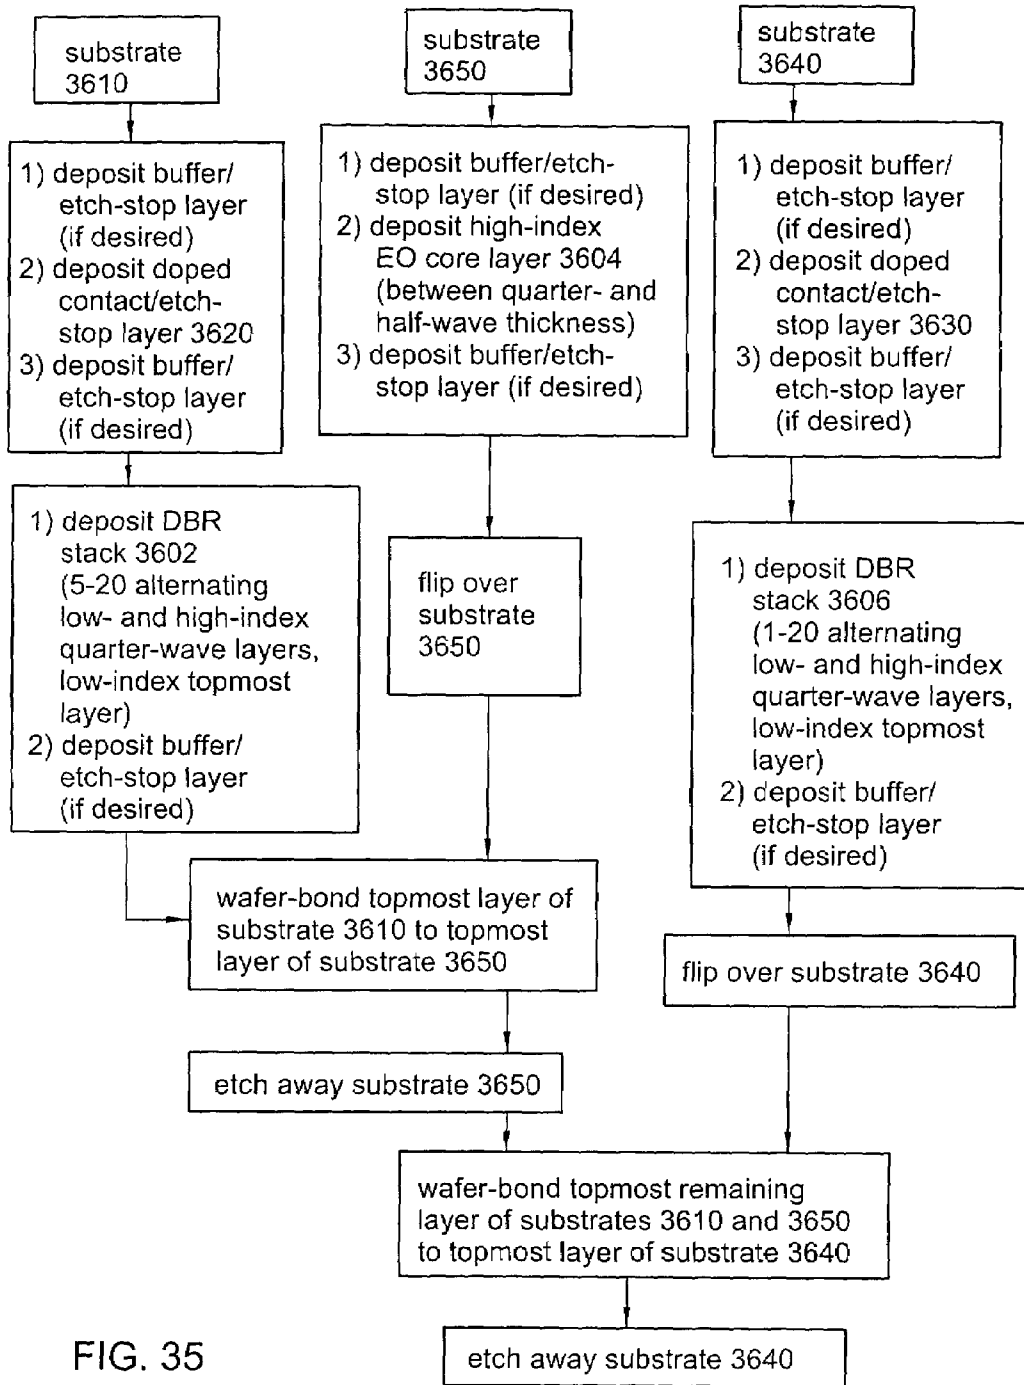 substrate
3610
substrate
3650
substrate
3640
1) deposit buffer/
etch-stop layer
(if desired)
2) deposit doped
contact/etch-
stop layer 3620
3) deposit buffer/
etch-stop layer
(if desired)
1) deposit buffer/etch-
stop layer (if desired)
2) deposit high-index
EO core layer 3604
(between quarter- and
half-wave thickness)
3) deposit buffer/etch-
stop layer (if desired)
1) deposit buffer/
etch-stop layer
(if desired)
2) deposit doped
contact/etch-
stop layer 3630
3) deposit buffer/
etch-stop layer
(if desired)
1) deposit DBR
stack 3602
(5-20 alternating
low- and high-index
quarter-wave layers,
low-index topmost
layer)
2) deposit buffer/
etch-stop layer
(if desired)
flip over
substrate
3650
1) deposit DBR
stack 3606
(1-20 alternating
low- and high-index
quarter-wave layers,
low-index topmost
layer)
2) deposit buffer/
etch-stop layer
(if desired)
wafer-bond topmost layer of
substrate 3610 to topmost
layer of substrate 3650
flip over substrate 3640
etch away substrate 3650
wafer-bond topmost remaining
layer of substrates 3610 and 3650
to topmost layer of substrate 3640
etch away substrate 3640
FIG. 35